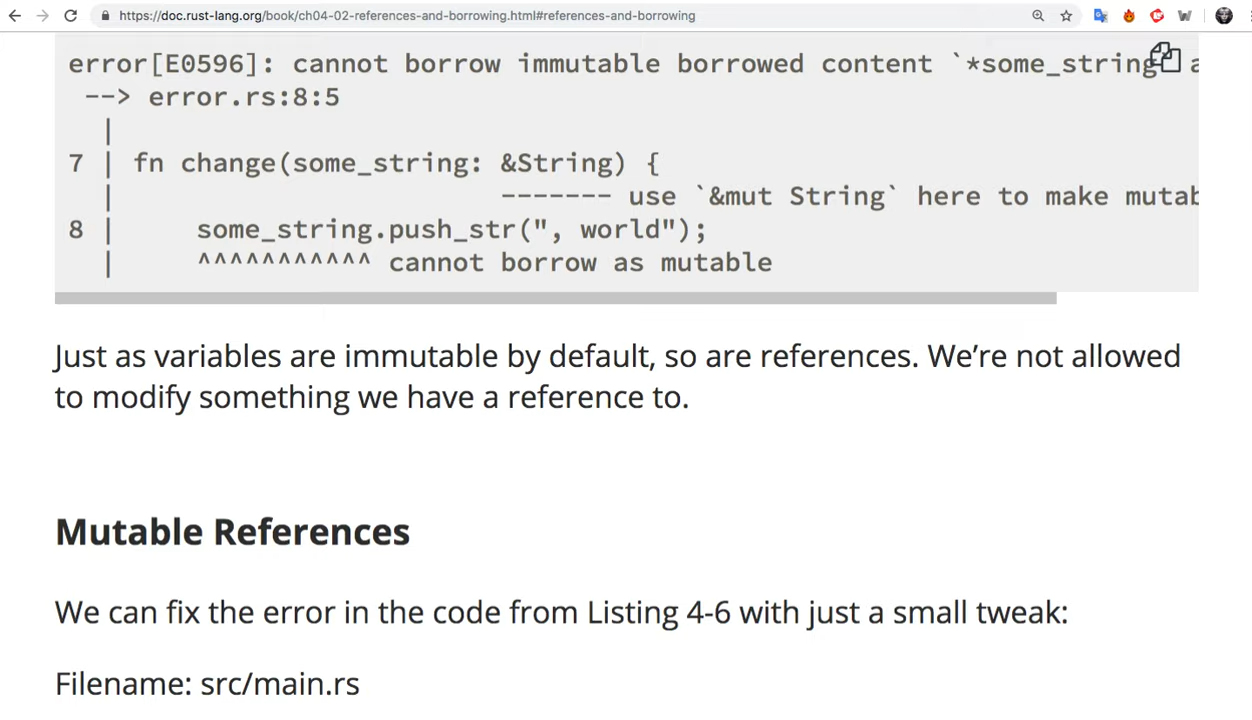 https://doc.rust-lang.org/book/ch04-02-references-and-borrowing.html#references-and-borrowing
error[E0596]: cannot borrow immutable borrowed content `*some_string` a
--> error.rs:8:5
|
7 | fn change(some_string: &String) {
| ------- use `&mut String` here to make mutab
8 | some_string.push_str(", world");
| ^^^^^^^^^^^ cannot borrow as mutable
Just as variables are immutable by default, so are references. We’re not allowed
to modify something we have a reference to.
Mutable References
We can fix the error in the code from Listing 4-6 with just a small tweak:
Filename: src/main.rs